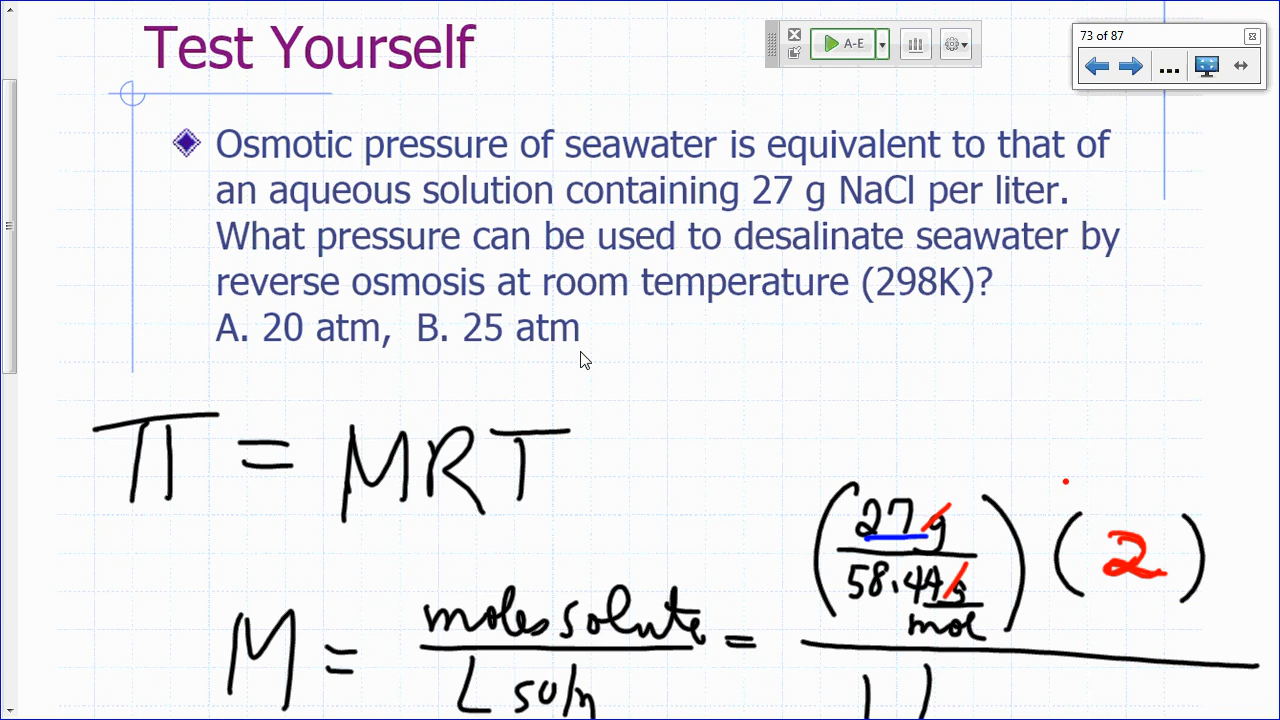 Test Yourself
A-E
73 of 87
Osmotic pressure of seawater is equivalent to that of
an aqueous solution containing 27 g NaCl per liter.
What pressure can be used to desalinate seawater by
reverse osmosis at room temperature (298K)?
A. 20 atm, B. 25 atm
Π = MRT
(27 g / 58.44 g/mol) (2)
M = moles solute / L soln =